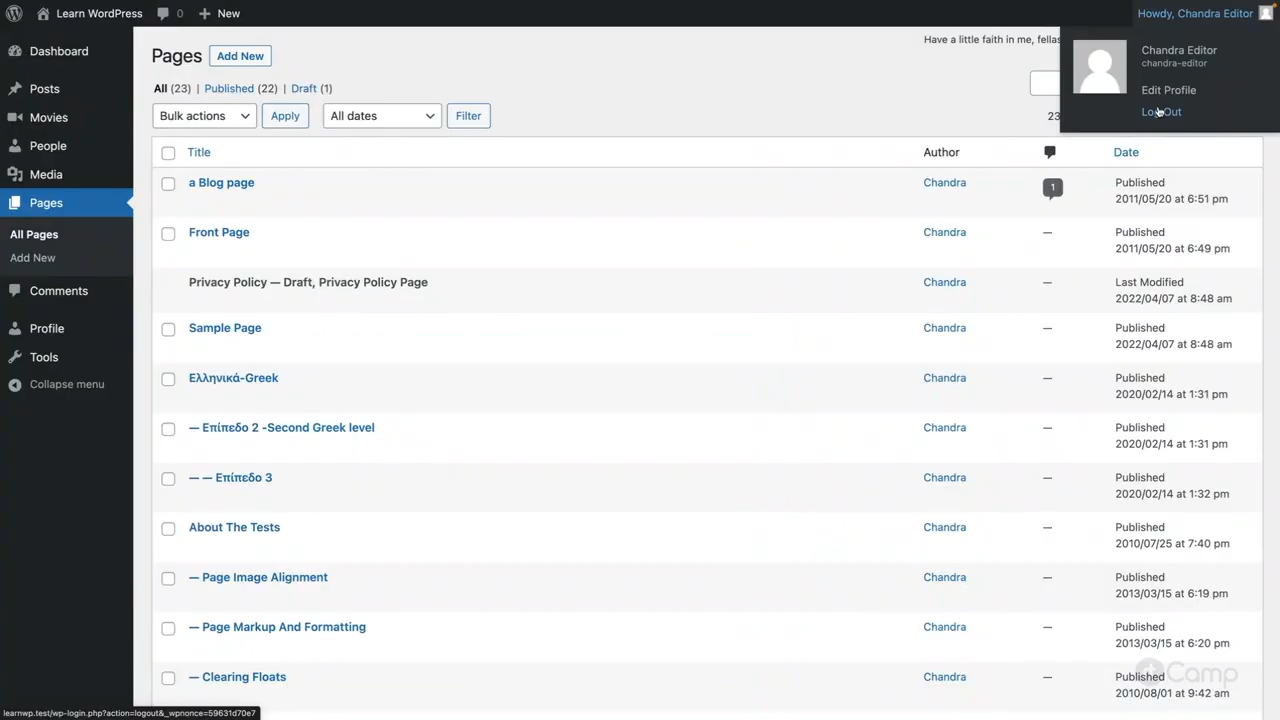 Learn WordPress 0 New Howdy, Chandra Editor
Dashboard
Posts
Movies
People
Media
Pages
All Pages
Add New
Comments
Profile
Tools
Collapse menu
Pages Add New
Have a little faith in me, fellas
Chandra Editor
chandra-editor
Edit Profile
Log Out
All (23) | Published (22) | Draft (1)
Bulk actions Apply All dates Filter
23
Title Author Date
a Blog page Chandra 1 Published
2011/05/20 at 6:51 pm
Front Page Chandra — Published
2011/05/20 at 6:49 pm
Privacy Policy — Draft, Privacy Policy Page Chandra — Last Modified
2022/04/07 at 8:48 am
Sample Page Chandra — Published
2022/04/07 at 8:48 am
Ελληνικά-Greek Chandra — Published
2020/02/14 at 1:31 pm
— Επίπεδο 2 -Second Greek level Chandra — Published
2020/02/14 at 1:31 pm
— — Επίπεδο 3 Chandra — Published
2020/02/14 at 1:32 pm
About The Tests Chandra — Published
2010/07/25 at 7:40 pm
— Page Image Alignment Chandra — Published
2013/03/15 at 6:19 pm
— Page Markup And Formatting Chandra — Published
2013/03/15 at 6:20 pm
— Clearing Floats Chandra — Published
2010/08/01 at 9:42 am
Camp
learnwp.test/wp-login.php?action=logout&_wpnonce=59631d70e7